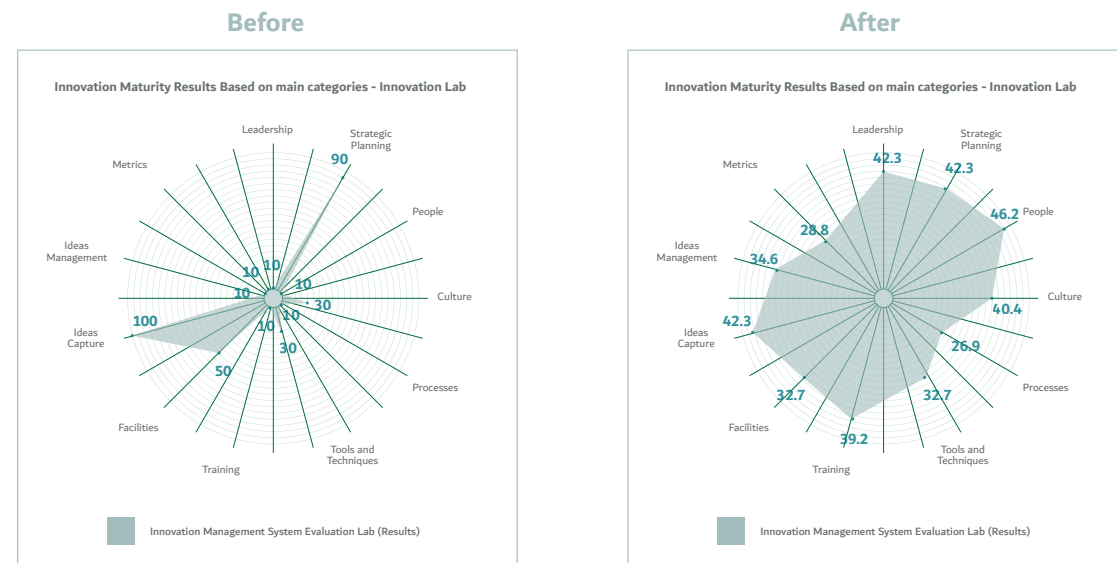 Before
Innovation Maturity Results Based on main categories - Innovation Lab
Leadership
Strategic
Planning
90
Metrics
People
Ideas
Management
10
10
10
10
Culture
30
10
100
Ideas
Capture
10
30
50
Processes
Facilities
Tools and
Techniques
Training
Innovation Management System Evaluation Lab (Results)
After
Innovation Maturity Results Based on main categories - Innovation Lab
Leadership
Strategic
Planning
42.3
42.3
Metrics
People
46.2
28.8
Ideas
Management
34.6
Culture
40.4
42.3
Ideas
Capture
26.9
Processes
32.7
32.7
Facilities
39.2
Tools and
Techniques
Training
Innovation Management System Evaluation Lab (Results)